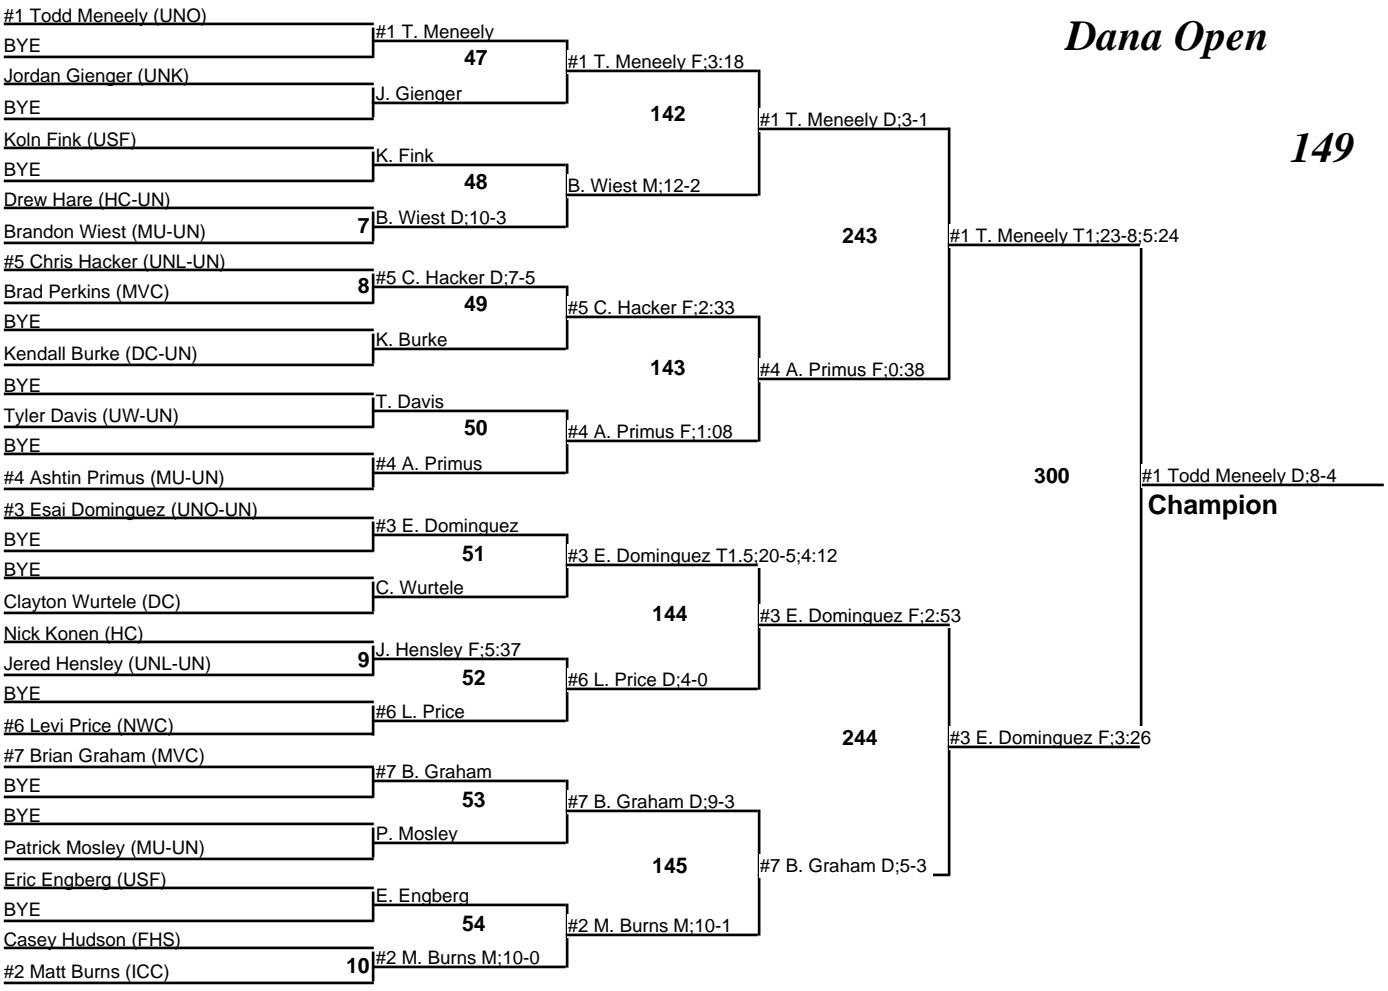 Dana Open
149
#1 Todd Meneely (UNO)
BYE
Jordan Gienger (UNK)
BYE
Koln Fink (USF)
BYE
Drew Hare (HC-UN)
Brandon Wiest (MU-UN)
#5 Chris Hacker (UNL-UN)
Brad Perkins (MVC)
BYE
Kendall Burke (DC-UN)
BYE
Tyler Davis (UW-UN)
BYE
#4 Ashtin Primus (MU-UN)
#3 Esai Dominguez (UNO-UN)
BYE
BYE
Clayton Wurtele (DC)
Nick Konen (HC)
Jered Hensley (UNL-UN)
BYE
#6 Levi Price (NWC)
#7 Brian Graham (MVC)
BYE
BYE
Patrick Mosley (MU-UN)
Eric Engberg (USF)
BYE
Casey Hudson (FHS)
#2 Matt Burns (ICC)
7
8
9
10
#1 T. Meneely
47
J. Gienger
K. Fink
48
B. Wiest D;10-3
#5 C. Hacker D;7-5
49
K. Burke
T. Davis
50
#4 A. Primus
#3 E. Dominguez
51
C. Wurtele
J. Hensley F;5:37
52
#6 L. Price
#7 B. Graham
53
P. Mosley
E. Engberg
54
#2 M. Burns M;10-0
#1 T. Meneely F;3:18
142
B. Wiest M;12-2
#5 C. Hacker F;2:33
143
#4 A. Primus F;1:08
#3 E. Dominguez T1.5;20-5;4:12
144
#6 L. Price D;4-0
#7 B. Graham D;9-3
145
#2 M. Burns M;10-1
#1 T. Meneely D;3-1
243
#4 A. Primus F;0:38
#3 E. Dominguez F;2:53
244
#7 B. Graham D;5-3
#1 T. Meneely T1;23-8;5:24
300
#3 E. Dominguez F;3:26
#1 Todd Meneely D;8-4
Champion